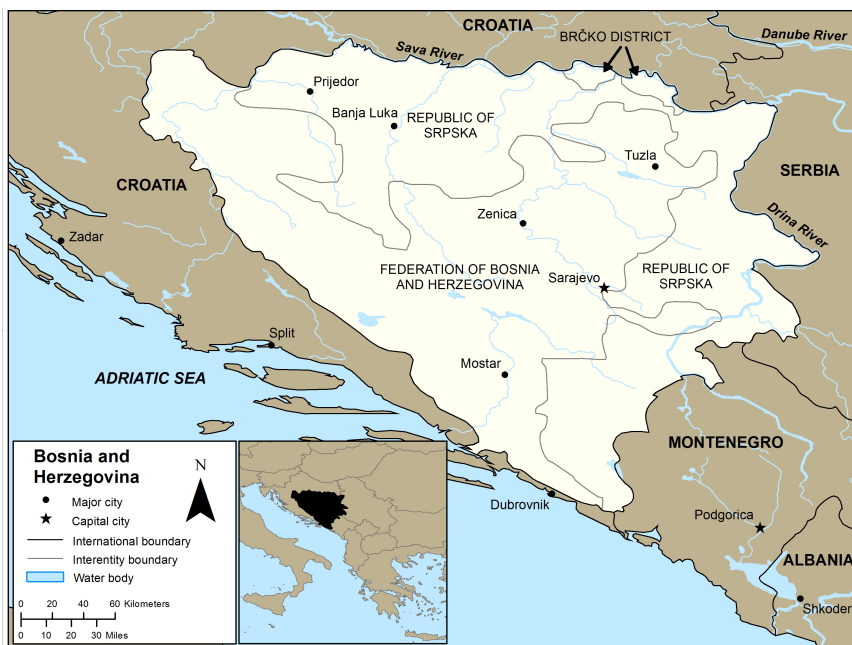 CROATIA
Danube River
BRČKO DISTRICT
Sava River
Prijedor
Banja Luka
REPUBLIC OF
SRPSKA
Tuzla
SERBIA
CROATIA
Zenica
Drina River
Zadar
FEDERATION OF BOSNIA
AND HERZEGOVINA
Sarajevo
REPUBLIC OF
SRPSKA
Split
Mostar
ADRIATIC SEA
MONTENEGRO
Dubrovnik
Podgorica
ALBANIA
Shkoder
Bosnia and
Herzegovina
N
Major city
Capital city
International boundary
Interentity boundary
Water body
0 20 40 60 Kilometers
0 10 20 30 Miles